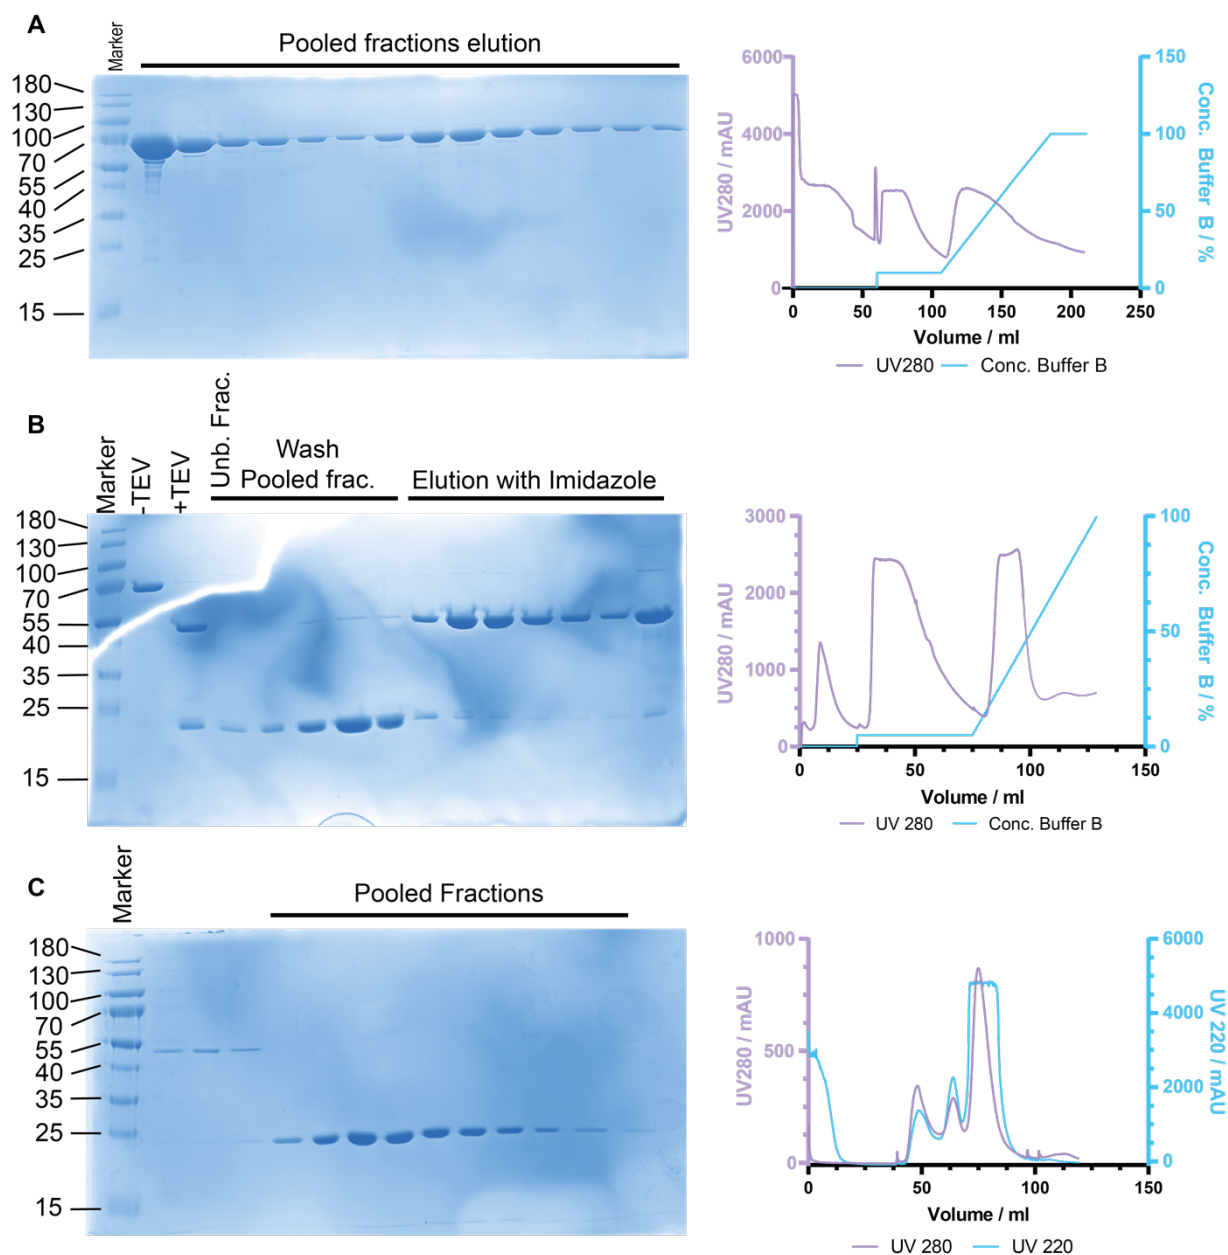 A
Marker
Pooled fractions elution
180
130
100
70
55
40
35
25
15
6000
4000
2000
0
UV280 / mAU
150
100
50
0
Conc. Buffer B / %
0 50 100 150 200 250
Volume / ml
UV280 Conc. Buffer B
B
Marker
-TEV
+TEV
Unb. Frac.
Wash
Pooled frac.
Elution with Imidazole
180
130
100
70
55
40
35
25
15
3000
2000
1000
0
UV280 / mAU
100
50
0
Conc. Buffer B / %
0 50 100 150
Volume / ml
UV 280 Conc. Buffer B
C
Marker
Pooled Fractions
180
130
100
70
55
40
35
25
15
1000
500
0
UV280 / mAU
6000
4000
2000
0
UV 220 / mAU
0 50 100 150
Volume / ml
UV 280 UV 220